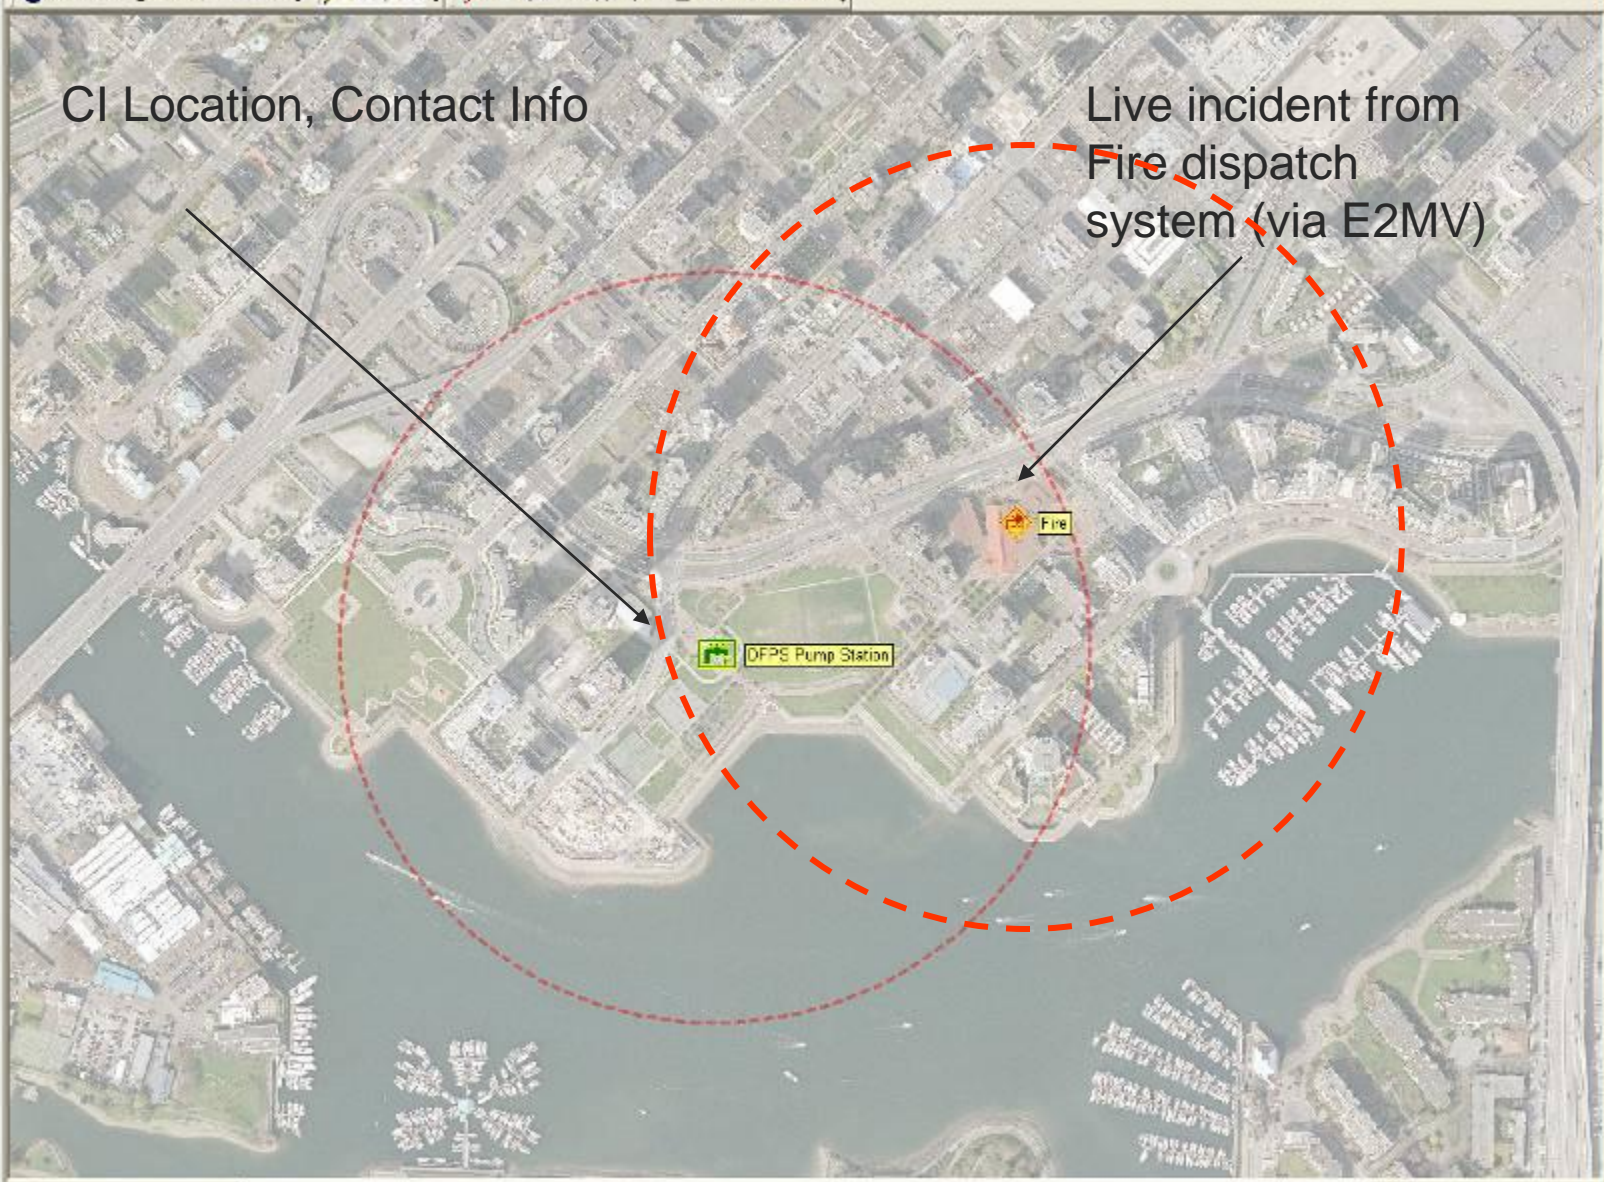 CI Location, Contact Info
Live incident from
Fire dispatch
system (via E2MV)
Fire
DFPS Pump Station